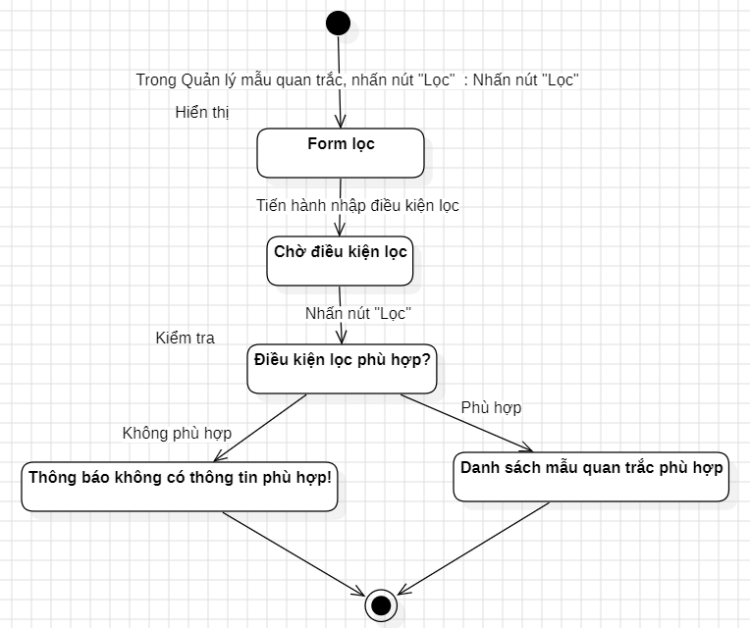 Trong Quản lý mẫu quan trắc, nhấn nút "Lọc"  : Nhấn nút "Lọc"
Hiển thị
Form lọc
Tiến hành nhập điều kiện lọc
Chờ điều kiện lọc
Nhấn nút "Lọc"
Kiểm tra
Điều kiện lọc phù hợp?
Phù hợp
Không phù hợp
Thông báo không có thông tin phù hợp!
Danh sách mẫu quan trắc phù hợp